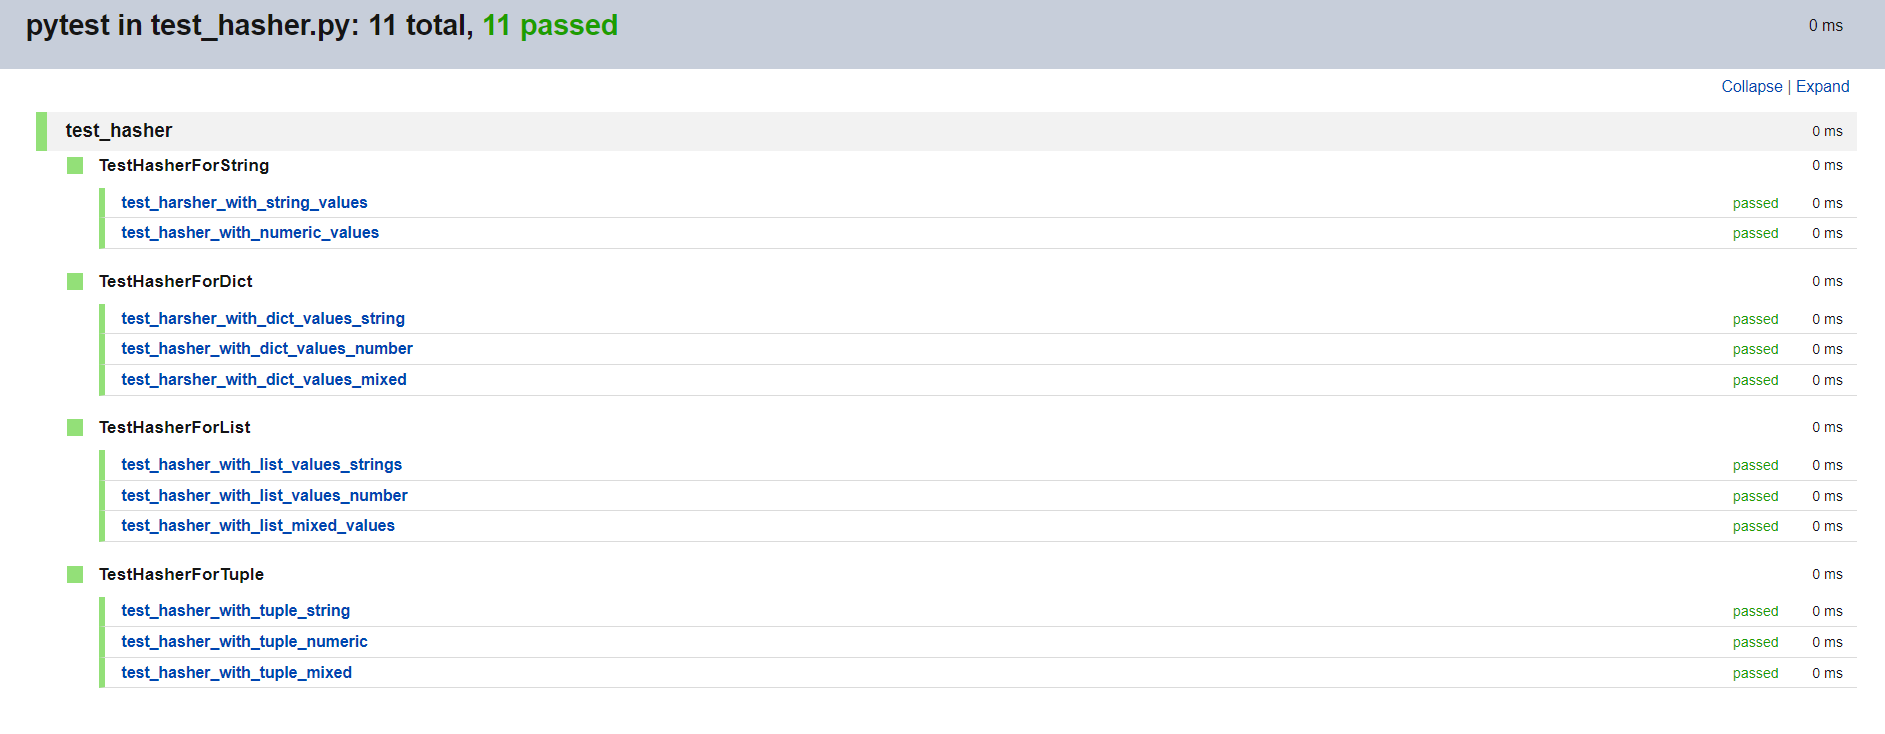 pytest in test_hasher.py: 11 total, 11 passed 0 ms
Collapse | Expand
test_hasher 0 ms
TestHasherForString 0 ms
test_harsher_with_string_values passed 0 ms
test_hasher_with_numeric_values passed 0 ms
TestHasherForDict 0 ms
test_harsher_with_dict_values_string passed 0 ms
test_hasher_with_dict_values_number passed 0 ms
test_harsher_with_dict_values_mixed passed 0 ms
TestHasherForList 0 ms
test_hasher_with_list_values_strings passed 0 ms
test_hasher_with_list_values_number passed 0 ms
test_hasher_with_list_mixed_values passed 0 ms
TestHasherForTuple 0 ms
test_hasher_with_tuple_string passed 0 ms
test_hasher_with_tuple_numeric passed 0 ms
test_hasher_with_tuple_mixed passed 0 ms